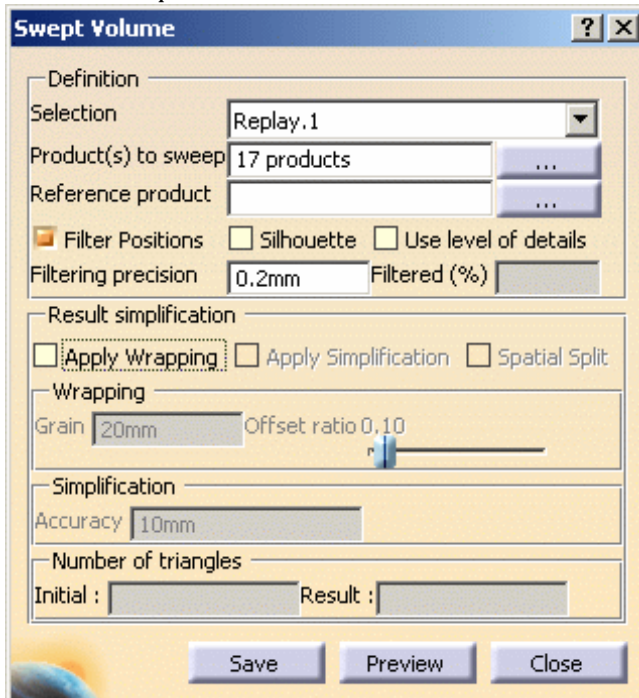 Swept Volume
Definition
Selection Replay.1
Product(s) to sweep 17 products ...
Reference product ...
Filter Positions Silhouette Use level of details
Filtering precision 0.2mm Filtered (%)
Result simplification
Apply Wrapping Apply Simplification Spatial Split
Wrapping
Grain 20mm Offset ratio 0.10
Simplification
Accuracy 10mm
Number of triangles
Initial : Result :
Save Preview Close